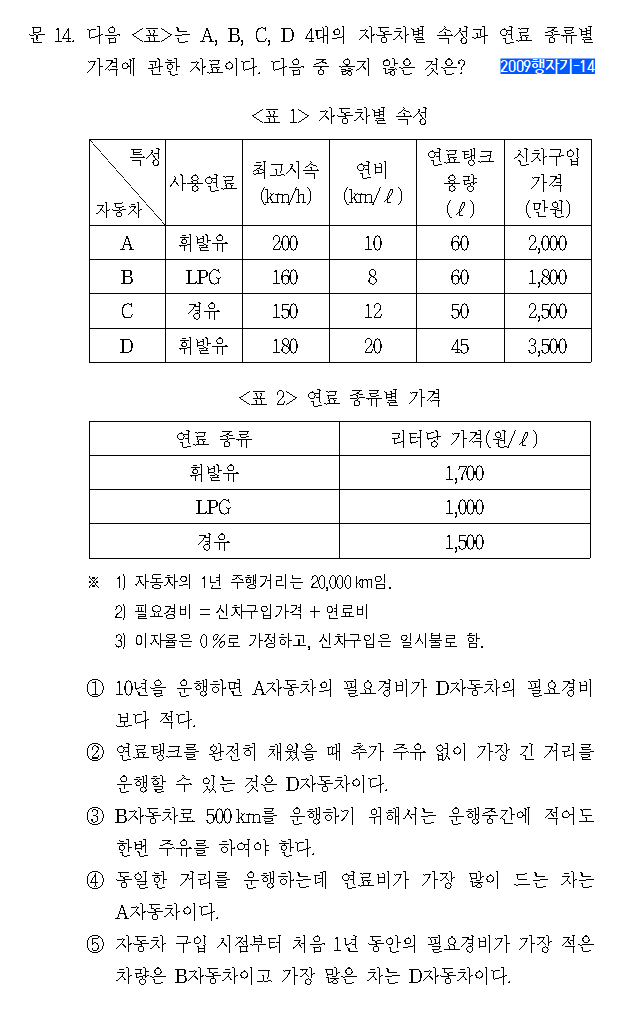 문 14. 다음 <표>는 A, B, C, D 4대의 자동차별 속성과 연료 종류별
가격에 관한 자료이다. 다음 중 옳지 않은 것은? 2009행자기-14
<표 1> 자동차별 속성
특성 자동차 사용연료 최고시속 (km/h) 연비 (km/ℓ) 연료탱크 용량 (ℓ) 신차구입 가격 (만원)
A 휘발유 200 10 60 2,000
B LPG 160 8 60 1,800
C 경유 150 12 50 2,500
D 휘발유 180 20 45 3,500
<표 2> 연료 종류별 가격
연료 종류 리터당 가격(원/ℓ)
휘발유 1,700
LPG 1,000
경유 1,500
※ 1) 자동차의 1년 주행거리는 20,000㎞임.
2) 필요경비 = 신차구입가격 + 연료비
3) 이자율은 0%로 가정하고, 신차구입은 일시불로 함.
① 10년을 운행하면 A자동차의 필요경비가 D자동차의 필요경비
보다 적다.
② 연료탱크를 완전히 채웠을 때 추가 주유 없이 가장 긴 거리를
운행할 수 있는 것은 D자동차이다.
③ B자동차로 500㎞를 운행하기 위해서는 운행중간에 적어도
한번 주유를 하여야 한다.
④ 동일한 거리를 운행하는데 연료비가 가장 많이 드는 차는
A자동차이다.
⑤ 자동차 구입 시점부터 처음 1년 동안의 필요경비가 가장 적은
차량은 B자동차이고 가장 많은 차는 D자동차이다.